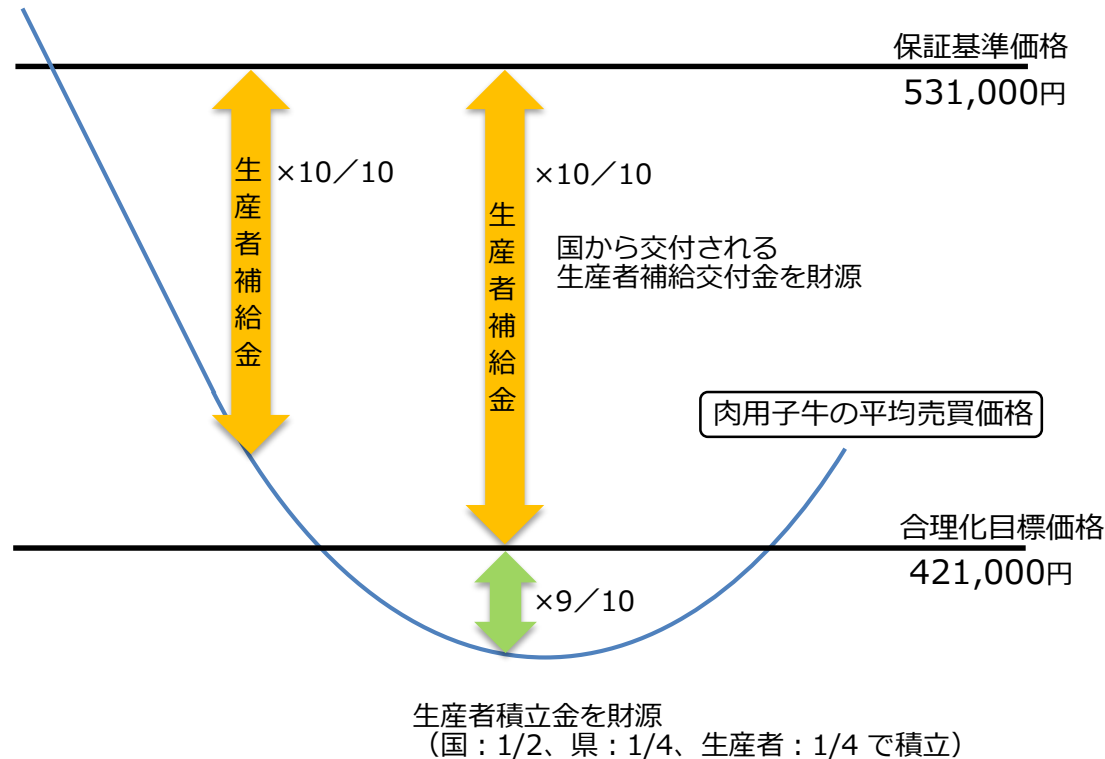 保証基準価格
531,000円
生産者補給金
×10／10
生産者補給金
×10／10
国から交付される
生産者補給交付金を財源
肉用子牛の平均売買価格
合理化目標価格
421,000円
×9／10
生産者積立金を財源
（国：1/2、県：1/4、生産者：1/4 で積立）